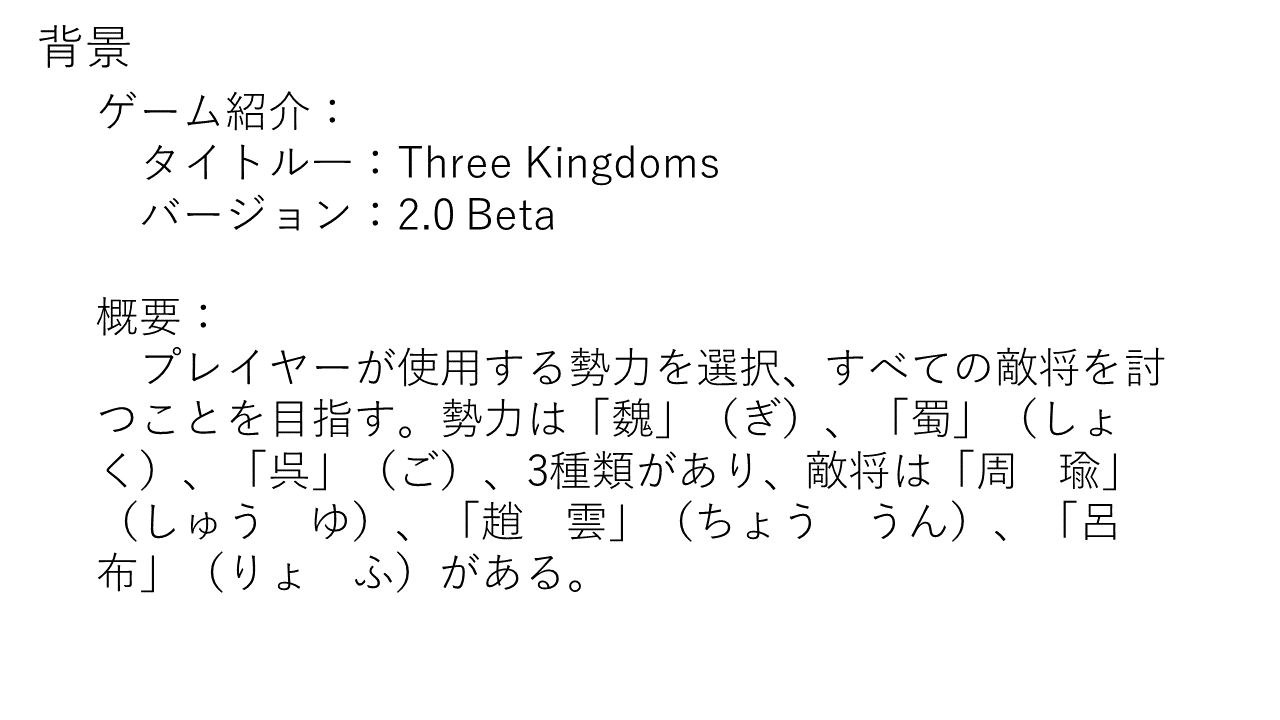 背景
ゲーム紹介：
　タイトル一：Three Kingdoms
　バージョン：2.0 Beta
概要：
　プレイヤーが使用する勢力を選択、すべての敵将を討
つことを目指す。勢力は「魏」（ぎ）、「蜀」（しょ
く）、「呉」（ご）、3種類があり、敵将は「周　瑜」
（しゅう　ゆ）、「趙　雲」（ちょう　うん）、「呂
布」（りょ　ふ）がある。